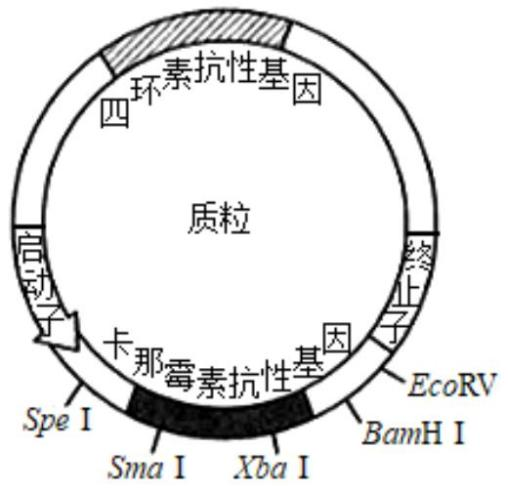 四环素抗性基因
质粒
启动子
终止子
卡那霉素抗性基因
EcoRV
BamH I
Spe I
Sma I
Xba I